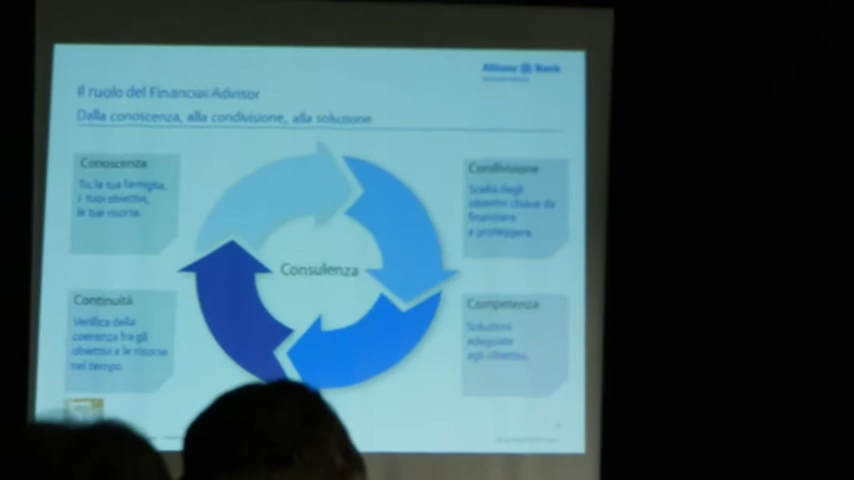 Allianz Bank
Il ruolo del Financial Advisor
Dalla conoscenza, alla condivisione, alla soluzione
Conoscenza
Tu, la tua famiglia,
i tuoi obiettivi,
le tue risorse.
Condivisione
Scelta degli
obiettivi chiave da
finanziare
e proteggere.
Consulenza
Continuità
Verifica della
coerenza fra gli
obiettivi e le risorse
nel tempo.
Competenza
Soluzioni
adeguate
agli obiettivi.